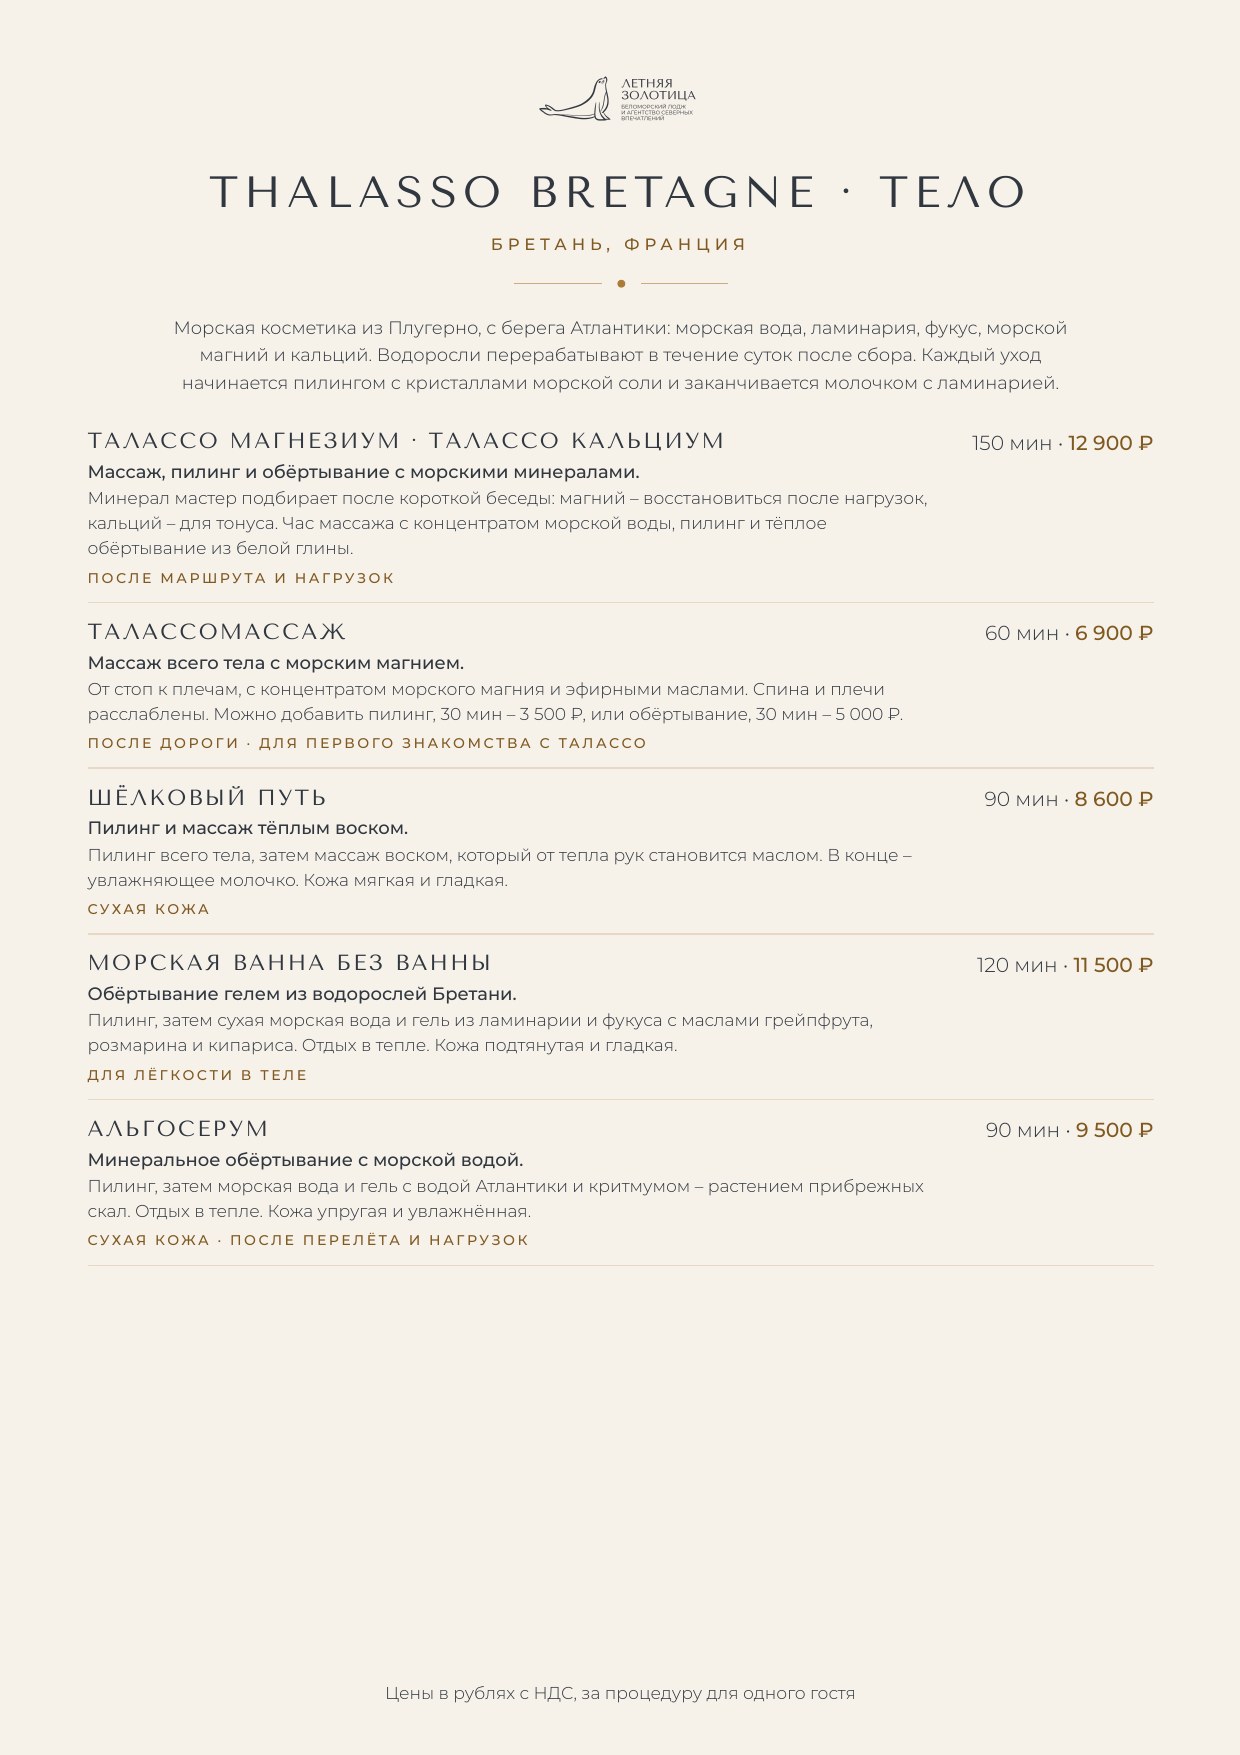 ЛЕТНЯЯ
ЗОЛОТИЦА
БЕЛОМОРСКИЙ ЛОДЖ
И АГЕНТСТВО СЕВЕРНЫХ
ВПЕЧАТЛЕНИЙ
THALASSO BRETAGNE · ТЕЛО
БРЕТАНЬ, ФРАНЦИЯ
Морская косметика из Плугерно, с берега Атлантики: морская вода, ламинария, фукус, морской
магний и кальций. Водоросли перерабатывают в течение суток после сбора. Каждый уход
начинается пилингом с кристаллами морской соли и заканчивается молочком с ламинарией.
ТАЛАССО МАГНЕЗИУМ · ТАЛАССО КАЛЬЦИУМ 150 мин · 12 900 ₽
Массаж, пилинг и обёртывание с морскими минералами.
Минерал мастер подбирает после короткой беседы: магний – восстановиться после нагрузок,
кальций – для тонуса. Час массажа с концентратом морской воды, пилинг и тёплое
обёртывание из белой глины.
ПОСЛЕ МАРШРУТА И НАГРУЗОК
ТАЛАССОМАССАЖ 60 мин · 6 900 ₽
Массаж всего тела с морским магнием.
От стоп к плечам, с концентратом морского магния и эфирными маслами. Спина и плечи
расслаблены. Можно добавить пилинг, 30 мин – 3 500 ₽, или обёртывание, 30 мин – 5 000 ₽.
ПОСЛЕ ДОРОГИ · ДЛЯ ПЕРВОГО ЗНАКОМСТВА С ТАЛАССО
ШЁЛКОВЫЙ ПУТЬ 90 мин · 8 600 ₽
Пилинг и массаж тёплым воском.
Пилинг всего тела, затем массаж воском, который от тепла рук становится маслом. В конце –
увлажняющее молочко. Кожа мягкая и гладкая.
СУХАЯ КОЖА
МОРСКАЯ ВАННА БЕЗ ВАННЫ 120 мин · 11 500 ₽
Обёртывание гелем из водорослей Бретани.
Пилинг, затем сухая морская вода и гель из ламинарии и фукуса с маслами грейпфрута,
розмарина и кипариса. Отдых в тепле. Кожа подтянутая и гладкая.
ДЛЯ ЛЁГКОСТИ В ТЕЛЕ
АЛЬГОСЕРУМ 90 мин · 9 500 ₽
Минеральное обёртывание с морской водой.
Пилинг, затем морская вода и гель с водой Атлантики и критмумом – растением прибрежных
скал. Отдых в тепле. Кожа упругая и увлажнённая.
СУХАЯ КОЖА · ПОСЛЕ ПЕРЕЛЁТА И НАГРУЗОК
Цены в рублях с НДС, за процедуру для одного гостя